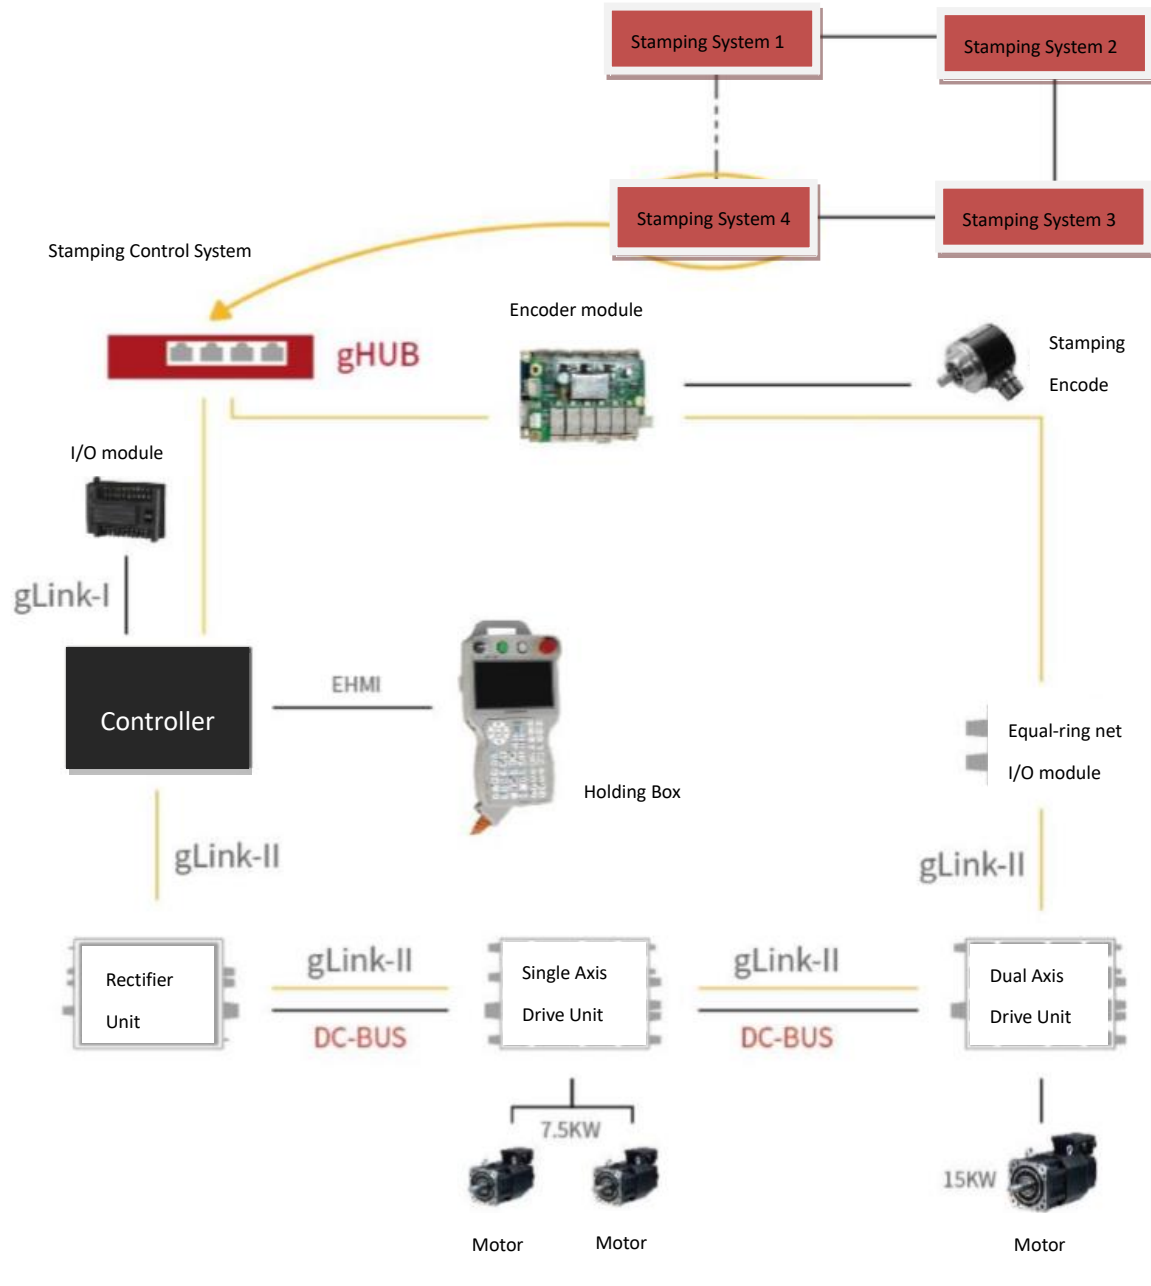 Stamping System 1
Stamping System 2
Stamping System 4
Stamping System 3
Stamping Control System
Encoder module
gHUB
Stamping
Encode
I/O module
gLink-I
EHMI
Controller
Equal-ring net
I/O module
Holding Box
gLink-II
gLink-II
Rectifier
Unit
gLink-II
DC-BUS
Single Axis
Drive Unit
gLink-II
DC-BUS
Dual Axis
Drive Unit
7.5KW
15KW
Motor
Motor
Motor